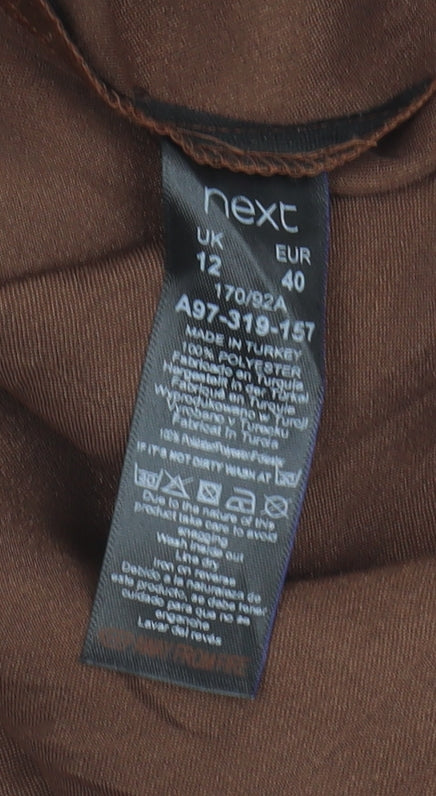 next
UK EUR
12 40
170/92A
A97-319-157
MADE IN TURKEY
100% POLYESTER
Fabricado en Turquía
Hergestellt in der Türkei
Fabriqué en Turquie
Wyprodukowano w Turcji
Vyrobeno v Turecku
Fabricat în Turcia
IF IT'S NOT DIRTY WASH AT
Due to the nature of this
product take care to avoid
snagging
Wash inside out
Line dry
Iron on reverse
Debido a la naturaleza de
este producto, se debe tener
cuidado para que no se
enganche
Lavar del revés
KEEP AWAY FROM FIRE